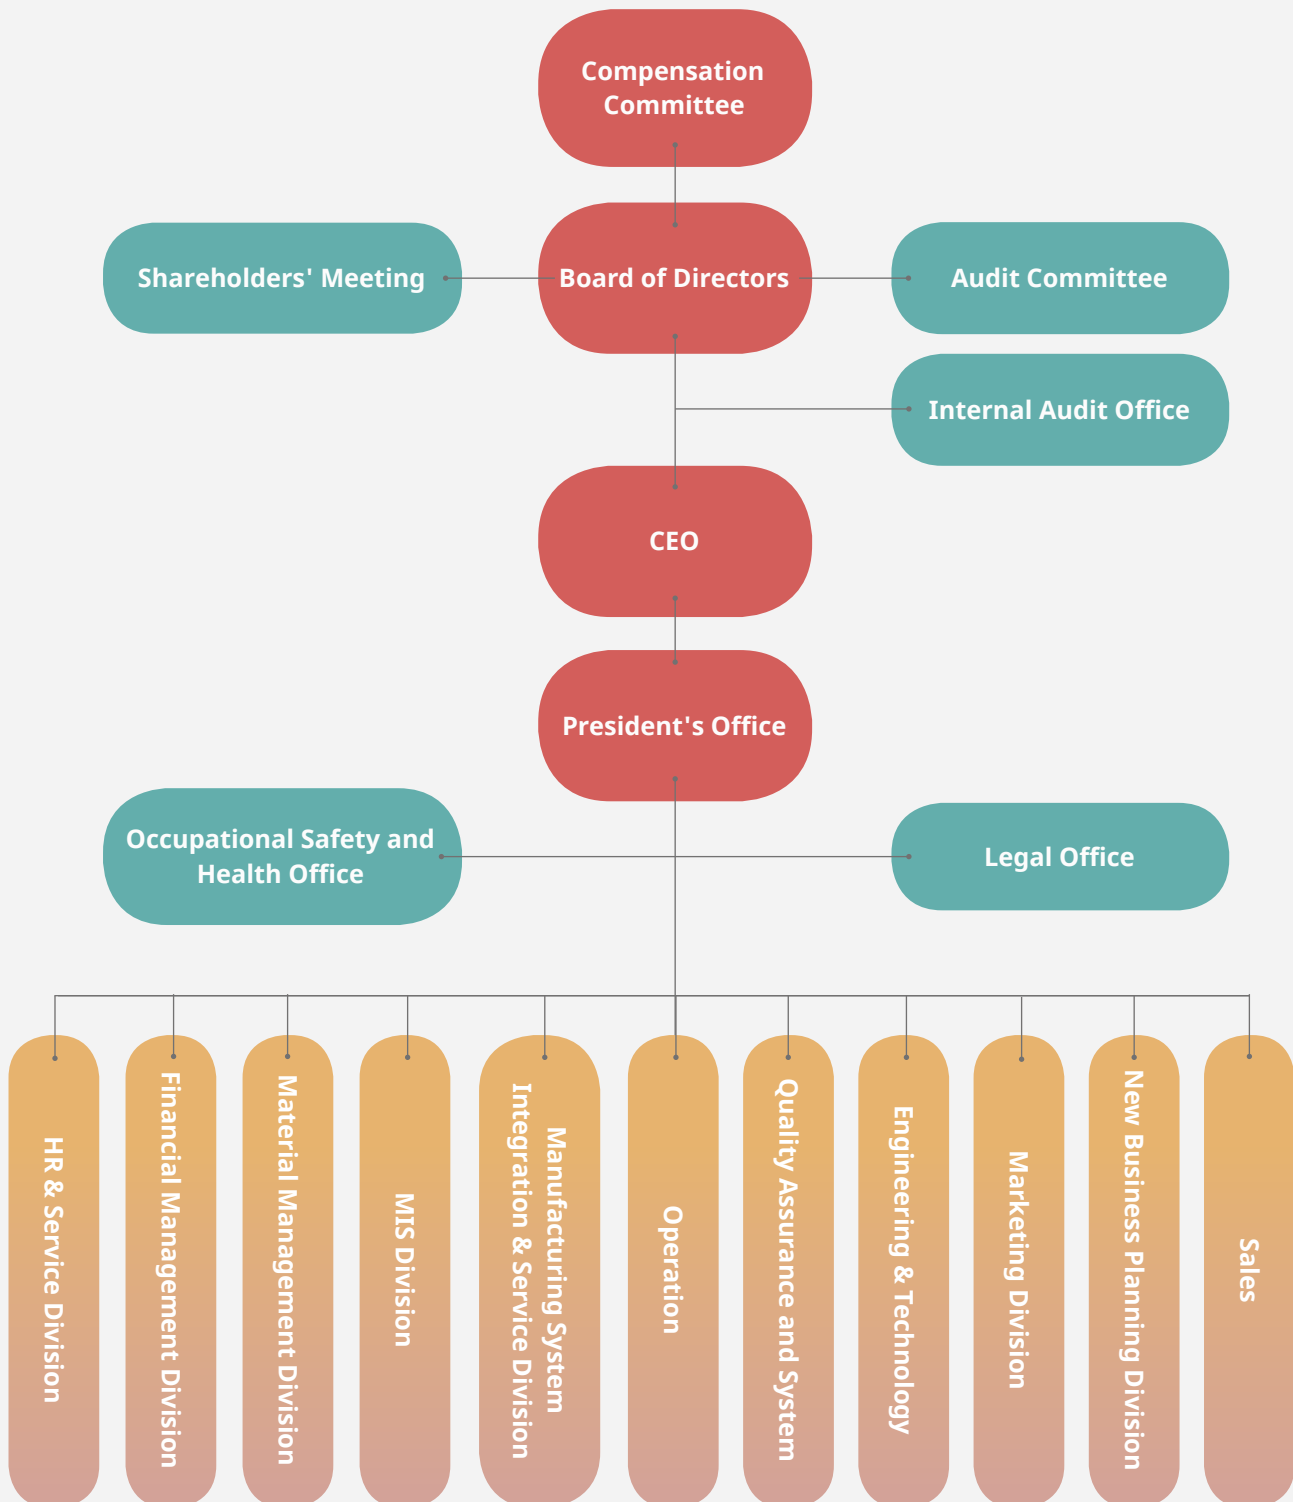 Compensation
Committee
Shareholders' Meeting
Board of Directors
Audit Committee
Internal Audit Office
CEO
President's Office
Occupational Safety and
Health Office
Legal Office
HR & Service Division
Financial Management Division
Material Management Division
MIS Division
Manufacturing System
Integration & Service Division
Operation
Quality Assurance and System
Engineering & Technology
Marketing Division
New Business Planning Division
Sales